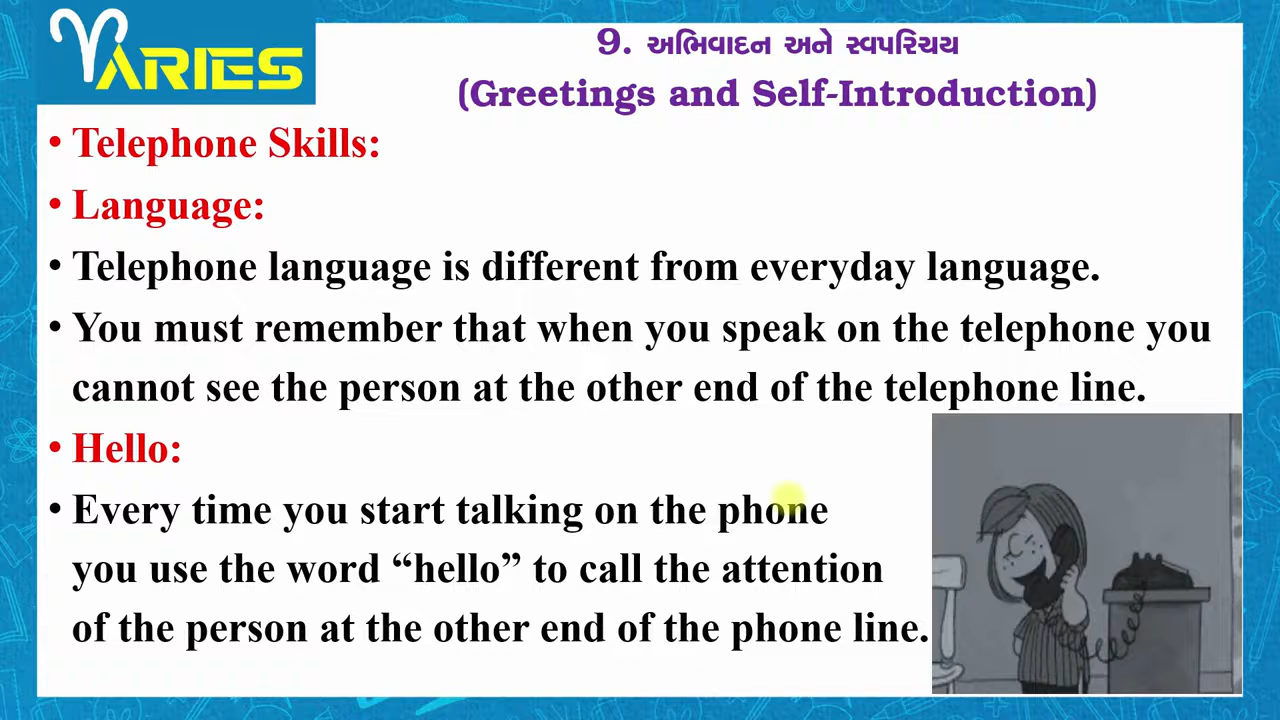 ARIES
9. અભિવાદન અને સ્વપરિચય
(Greetings and Self-Introduction)
• Telephone Skills:
• Language:
• Telephone language is different from everyday language.
• You must remember that when you speak on the telephone you
cannot see the person at the other end of the telephone line.
• Hello:
• Every time you start talking on the phone
you use the word “hello” to call the attention
of the person at the other end of the phone line.